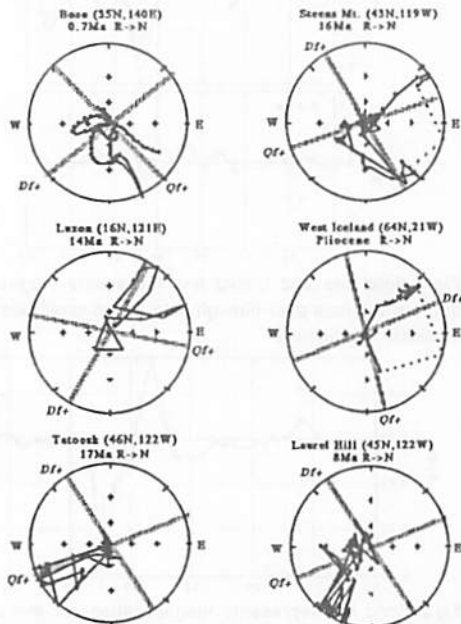 Boso (35N, 140E)
0.7Ma R->N
W
E
Df+
Qf+
Steens Mt. (43N, 119W)
16Ma R->N
Df+
W
E
Qf+
Luzon (16N, 121E)
14Ma R->N
W
E
Qf+
Df+
West Iceland (64N, 21W)
Pliocene R->N
Df+
W
E
Qf+
Tatoosh (46N, 122W)
17Ma R->N
Df+
W
E
Qf+
Laurel Hill (45N, 122W)
8Ma R->N
Df+
W
E
Qf+